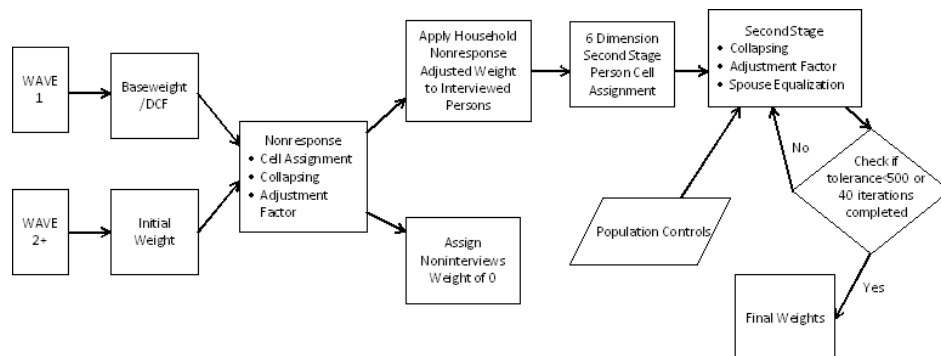 WAVE
1
Baseweight
/DCF
WAVE
2+
Initial
Weight
Nonresponse
• Cell Assignment
• Collapsing
• Adjustment
Factor
Apply Household
Nonresponse
Adjusted Weight
to Interviewed
Persons
Assign
Noninterviews
Weight of 0
6 Dimension
Second Stage
Person Cell
Assignment
Second Stage
• Collapsing
• Adjustment Factor
• Spouse Equalization
Population Controls
No
Check if
tolerance<500 or
40 iterations
completed
Yes
Final Weights